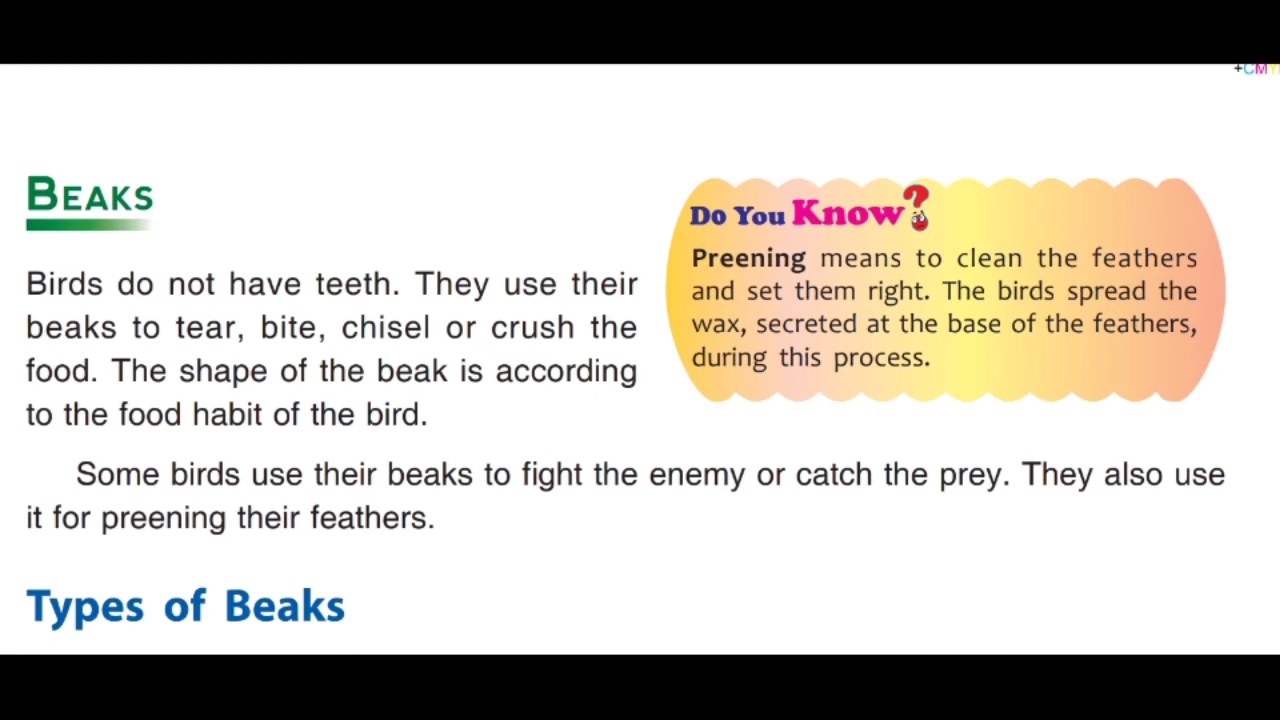 +CMY
BEAKS
Birds do not have teeth. They use their
beaks to tear, bite, chisel or crush the
food. The shape of the beak is according
to the food habit of the bird.
Do You Know?
Preening means to clean the feathers
and set them right. The birds spread the
wax, secreted at the base of the feathers,
during this process.
Some birds use their beaks to fight the enemy or catch the prey. They also use
it for preening their feathers.
Types of Beaks